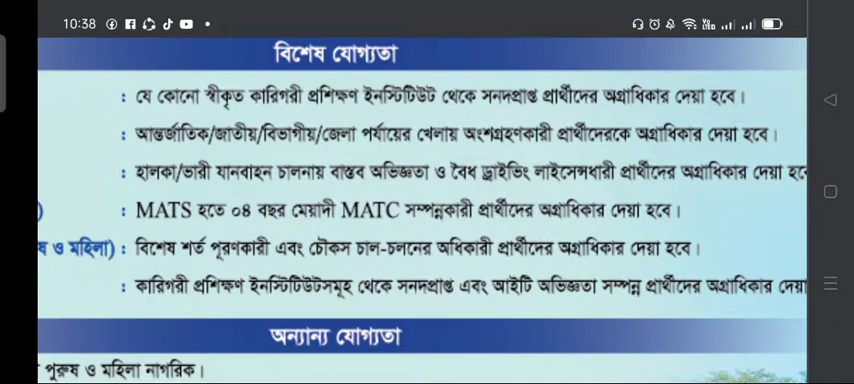 10:38
বিশেষ যোগ্যতা
: যে কোনো স্বীকৃত কারিগরী প্রশিক্ষণ ইনস্টিটিউট থেকে সনদপ্রাপ্ত প্রার্থীদের অগ্রাধিকার দেয়া হবে।
: আন্তর্জাতিক/জাতীয়/বিভাগীয়/জেলা পর্যায়ের খেলায় অংশগ্রহণকারী প্রার্থীদেরকে অগ্রাধিকার দেয়া হবে।
: হালকা/ভারী যানবাহন চালনায় বাস্তব অভিজ্ঞতা ও বৈধ ড্রাইভিং লাইসেন্সধারী প্রার্থীদের অগ্রাধিকার দেয়া হবে
) : MATS হতে ০৪ বছর মেয়াদী MATC সম্পন্নকারী প্রার্থীদের অগ্রাধিকার দেয়া হবে।
ষ ও মহিলা) : বিশেষ শর্ত পূরণকারী এবং চৌকস চাল-চলনের অধিকারী প্রার্থীদের অগ্রাধিকার দেয়া হবে।
: কারিগরী প্রশিক্ষণ ইনস্টিটিউটসমূহ থেকে সনদপ্রাপ্ত এবং আইটি অভিজ্ঞতা সম্পন্ন প্রার্থীদের অগ্রাধিকার দেয়া
অন্যান্য যোগ্যতা
পুরুষ ও মহিলা নাগরিক।